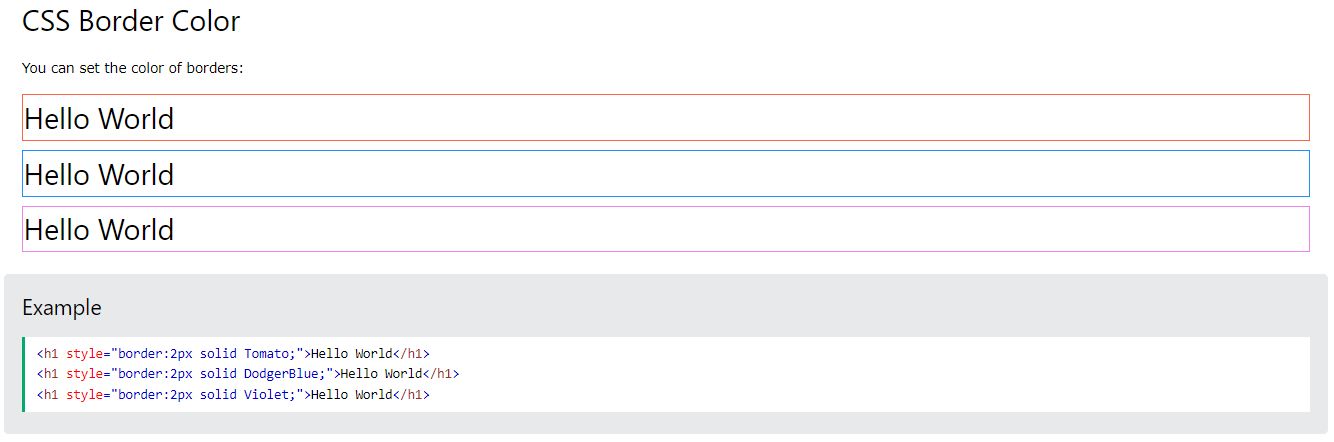 CSS Border Color
You can set the color of borders:
Hello World
Hello World
Hello World
Example
<h1 style="border:2px solid Tomato;">Hello World</h1>
<h1 style="border:2px solid DodgerBlue;">Hello World</h1>
<h1 style="border:2px solid Violet;">Hello World</h1>